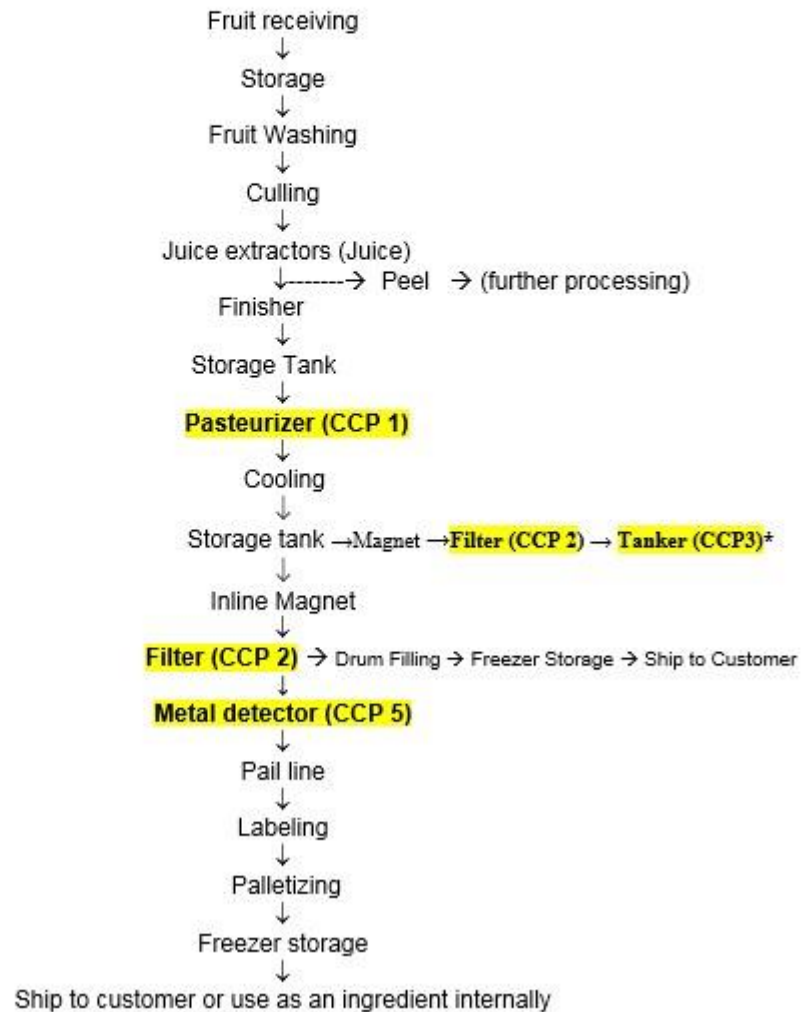 Fruit receiving
↓
Storage
↓
Fruit Washing
↓
Culling
↓
Juice extractors (Juice)
↓-------→ Peel → (further processing)
Finisher
↓
Storage Tank
↓
Pasteurizer (CCP 1)
↓
Cooling
↓
Storage tank →Magnet →Filter (CCP 2) → Tanker (CCP3)*
↓
Inline Magnet
↓
Filter (CCP 2) → Drum Filling → Freezer Storage → Ship to Customer
↓
Metal detector (CCP 5)
↓
Pail line
↓
Labeling
↓
Palletizing
↓
Freezer storage
↓
Ship to customer or use as an ingredient internally